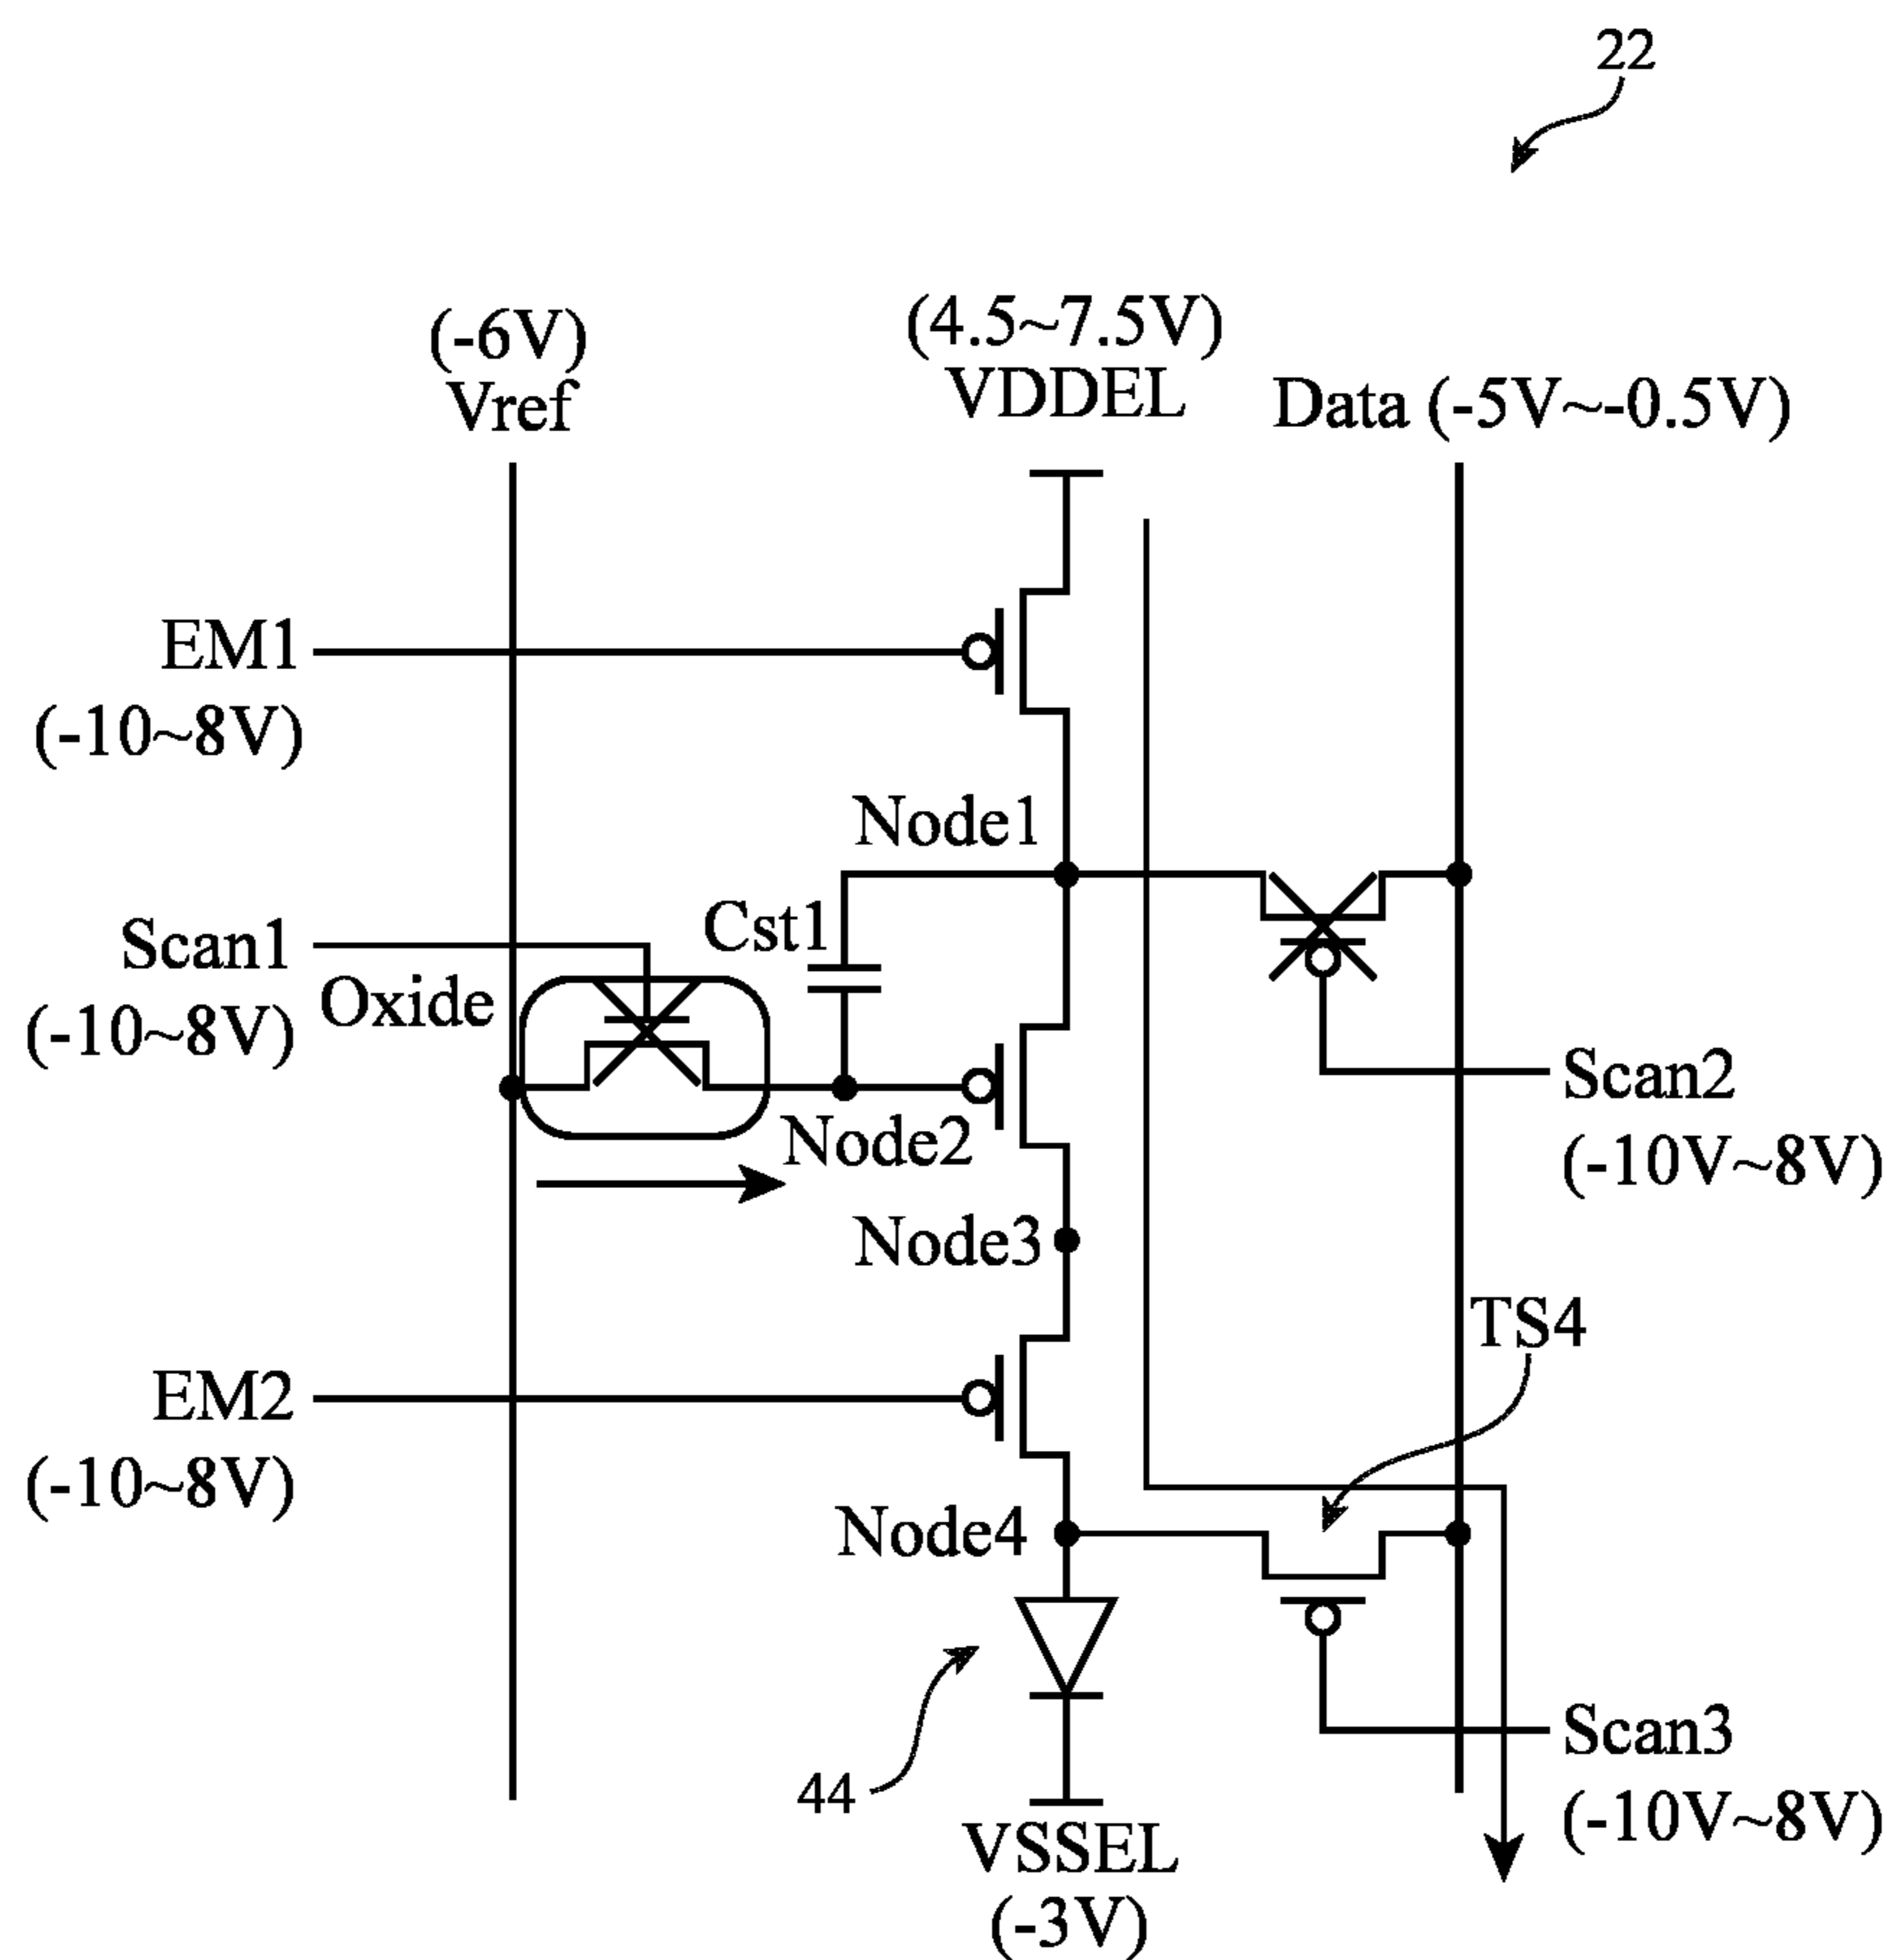 22
(-6V)
Vref
(4.5~7.5V)
VDDEL
Data (-5V~-0.5V)
EM1
(-10~8V)
Node1
Scan1
(-10~8V)
Oxide
Cst1
Node2
Scan2
(-10V~8V)
Node3
TS4
EM2
(-10~8V)
Node4
44
Scan3
(-10V~8V)
VSSEL
(-3V)